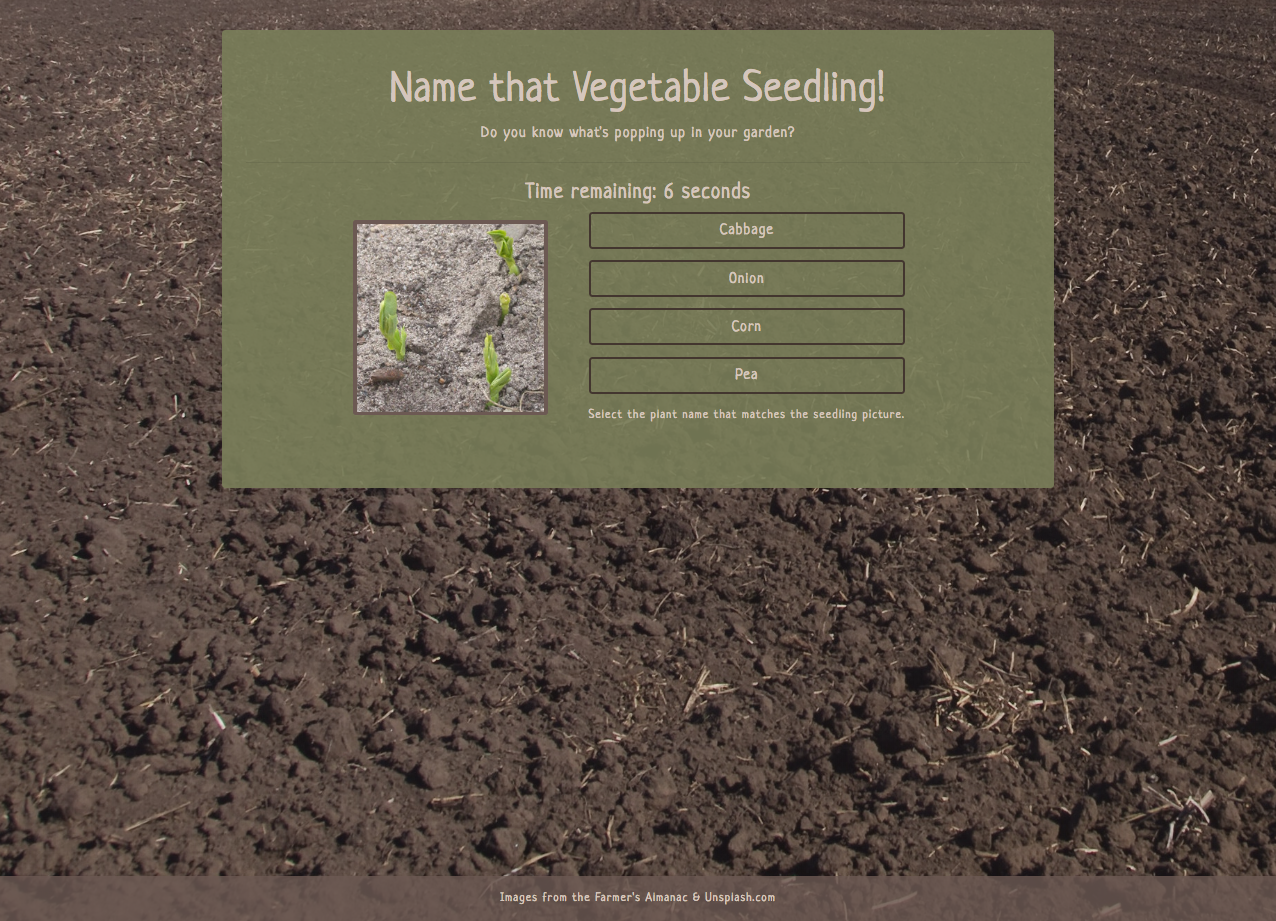 Name that Vegetable Seedling!
Do you know what's popping up in your garden?
Time remaining: 6 seconds
Cabbage
Onion
Corn
Pea
Select the plant name that matches the seedling picture.
Images from the Farmer's Almanac & Unsplash.com